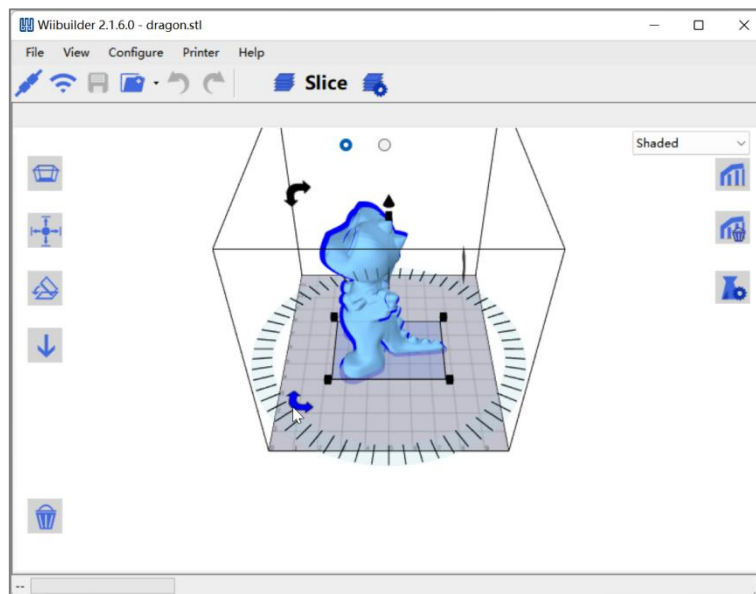 Wiibuilder 2.1.6.0 - dragon.stl
File View Configure Printer Help
Slice
Shaded
--